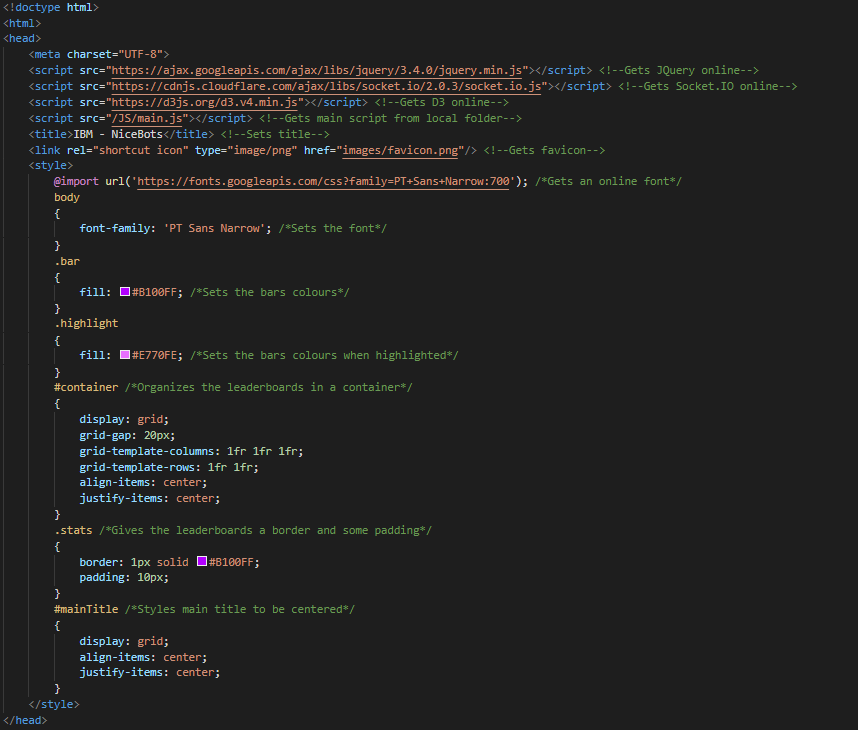 <!doctype html>
<html>
<head>
    <meta charset="UTF-8">
    <script src="https://ajax.googleapis.com/ajax/libs/jquery/3.4.0/jquery.min.js"></script> <!--Gets JQuery online-->
    <script src="https://cdnjs.cloudflare.com/ajax/libs/socket.io/2.0.3/socket.io.js"></script> <!--Gets Socket.IO online-->
    <script src="https://d3js.org/d3.v4.min.js"></script> <!--Gets D3 online-->
    <script src="/JS/main.js"></script> <!--Gets main script from local folder-->
    <title>IBM - NiceBots</title> <!--Sets title-->
    <link rel="shortcut icon" type="image/png" href="images/favicon.png"/> <!--Gets favicon-->
    <style>
        @import url('https://fonts.googleapis.com/css?family=PT+Sans+Narrow:700'); /*Gets an online font*/
        body
        {
            font-family: 'PT Sans Narrow'; /*Sets the font*/
        }
        .bar
        {
            fill: #B100FF; /*Sets the bars colours*/
        }
        .highlight
        {
            fill: #E770FE; /*Sets the bars colours when highlighted*/
        }
        #container /*Organizes the leaderboards in a container*/
        {
            display: grid;
            grid-gap: 20px;
            grid-template-columns: 1fr 1fr 1fr;
            grid-template-rows: 1fr 1fr;
            align-items: center;
            justify-items: center;
        }
        .stats /*Gives the leaderboards a border and some padding*/
        {
            border: 1px solid #B100FF;
            padding: 10px;
        }
        #mainTitle /*Styles main title to be centered*/
        {
            display: grid;
            align-items: center;
            justify-items: center;
        }
    </style>
</head>